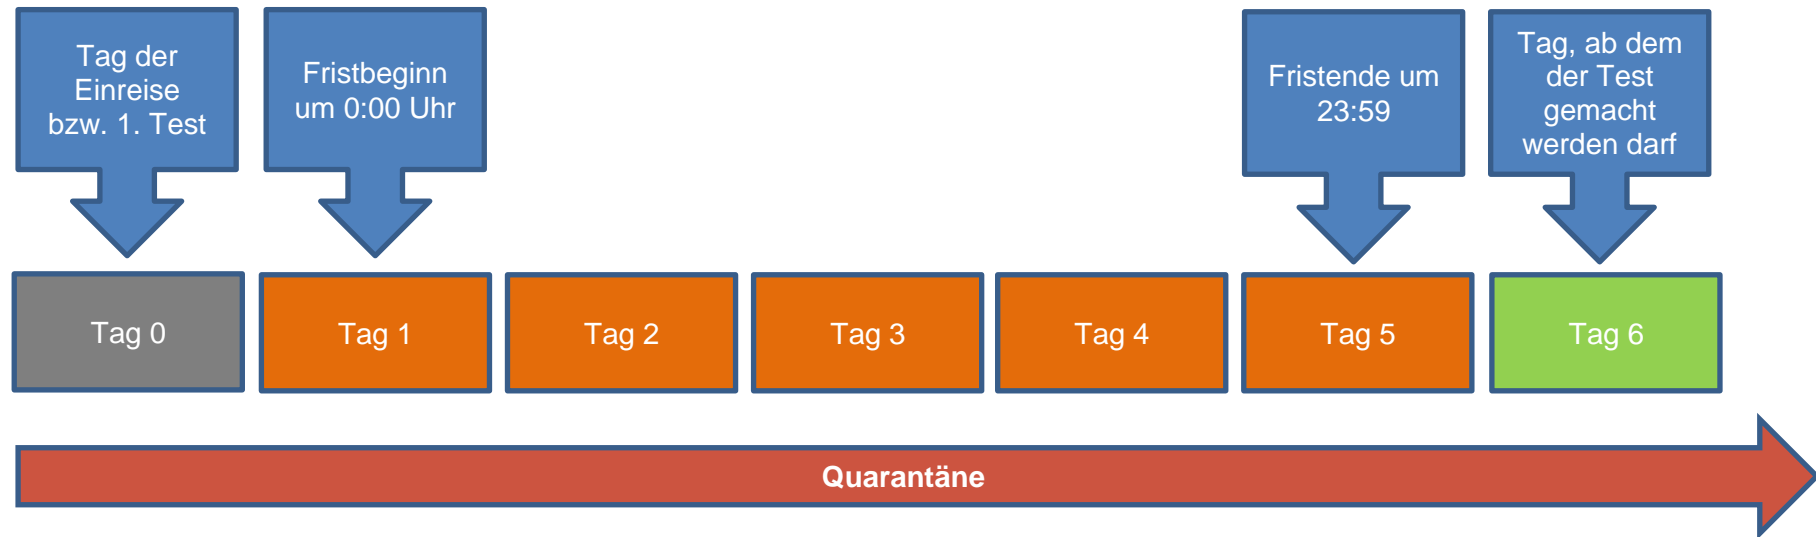 Tag der
Einreise
bzw. 1. Test
Fristbeginn
um 0:00 Uhr
Fristende um
23:59
Tag, ab dem
der Test
gemacht
werden darf
Tag 0
Tag 1
Tag 2
Tag 3
Tag 4
Tag 5
Tag 6
Quarantäne